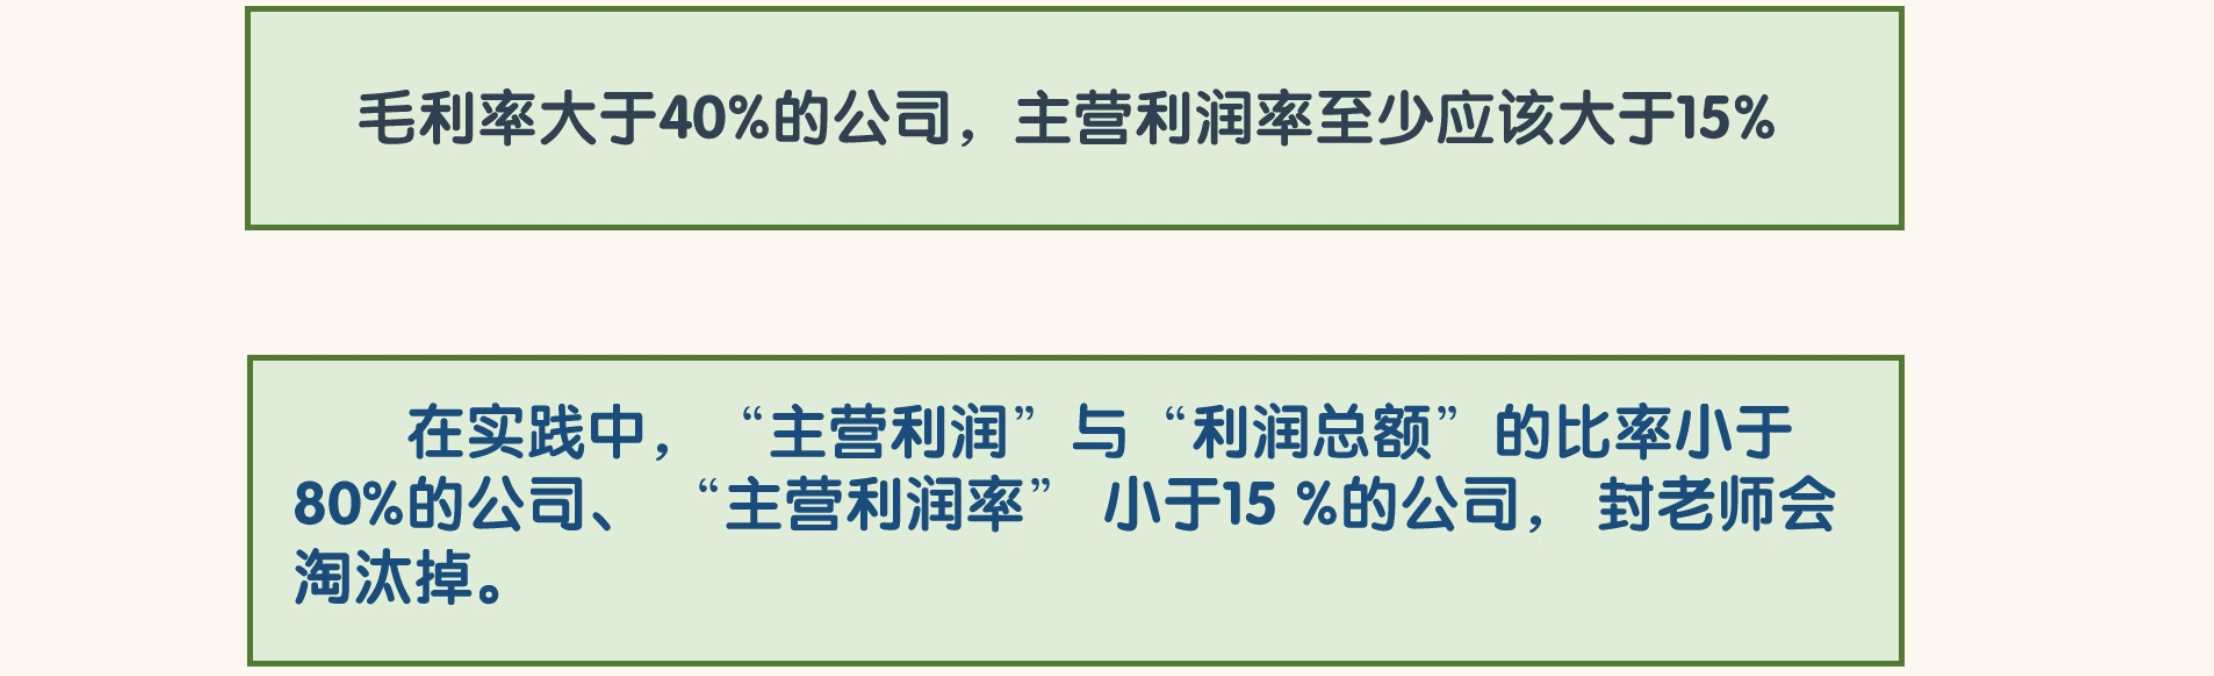 毛利率大于40%的公司，主营利润率至少应该大于15%
在实践中，“主营利润”与“利润总额”的比率小于
80%的公司、“主营利润率” 小于15 %的公司， 封老师会
淘汰掉。